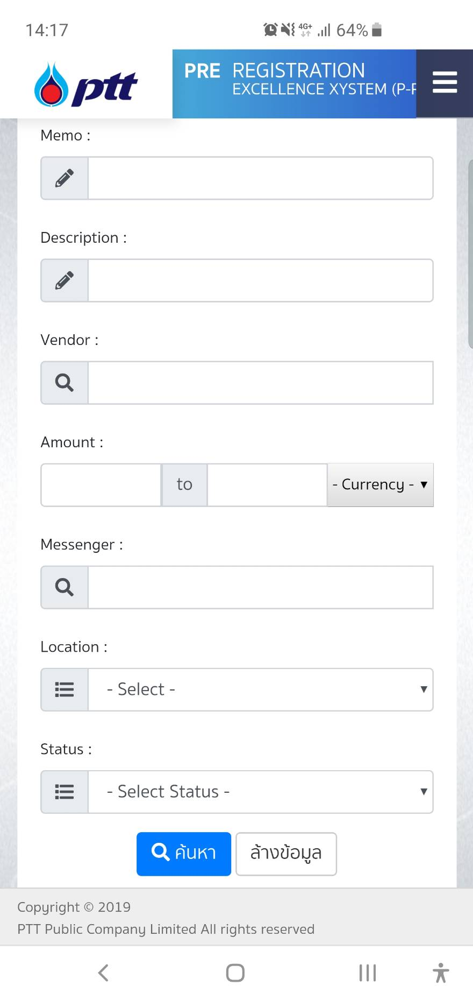 14:17
4G+ 64%
ptt
PRE REGISTRATION
EXCELLENCE XYSTEM (P-
Memo :
Description :
Vendor :
Amount :
to
- Currency -
Messenger :
Location :
- Select -
Status :
- Select Status -
ค้นหา ล้างข้อมูล
Copyright © 2019
PTT Public Company Limited All rights reserved